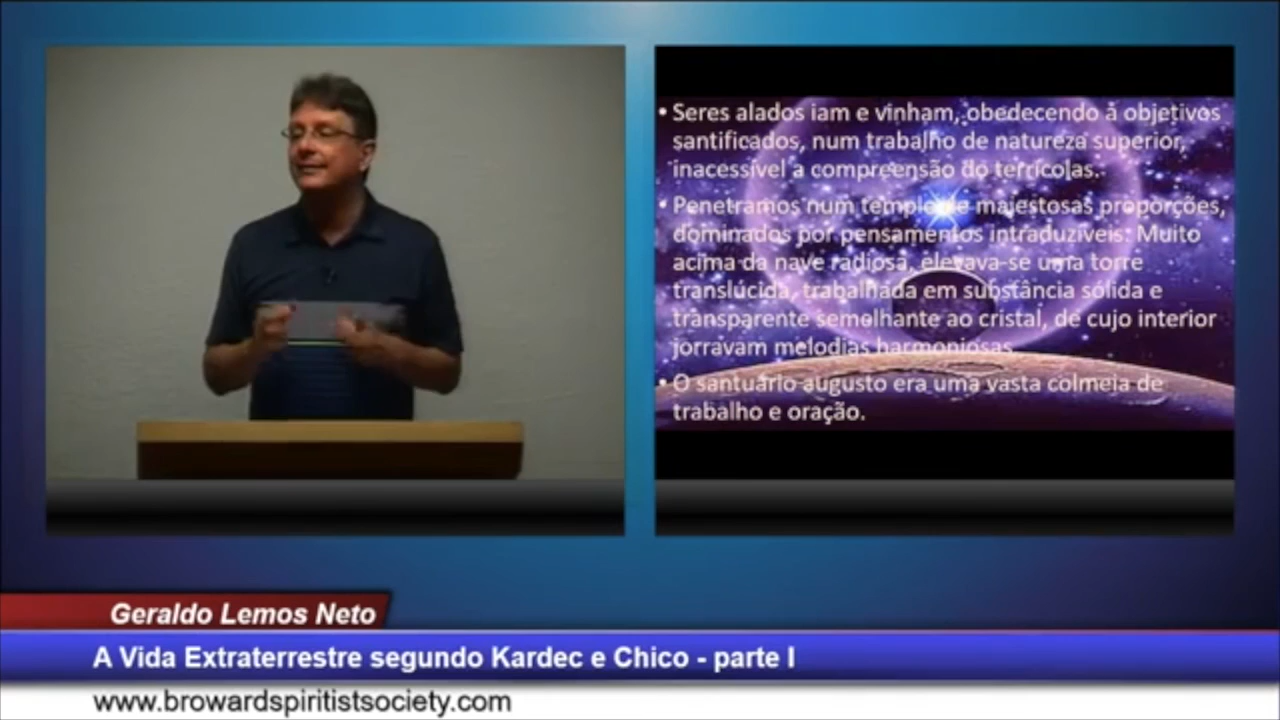 • Seres alados iam e vinham, obedecendo á objetivos
santificados, num trabalho de natureza superior,
inacessível a compreensão do terrícolas.
• Penetramos num templo de majestosas proporções,
dominados por pensamentos intraduzíveis. Muito
acima da nave radiosa, elevava-se uma torre
translúcida, trabalhada em substância sólida e
transparente semelhante ao cristal, de cujo interior
jorravam melodias harmoniosas.
• O santuário augusto era uma vasta colmeia de
trabalho e oração.
Geraldo Lemos Neto
A Vida Extraterrestre segundo Kardec e Chico - parte I
www.browardspiritistsociety.com